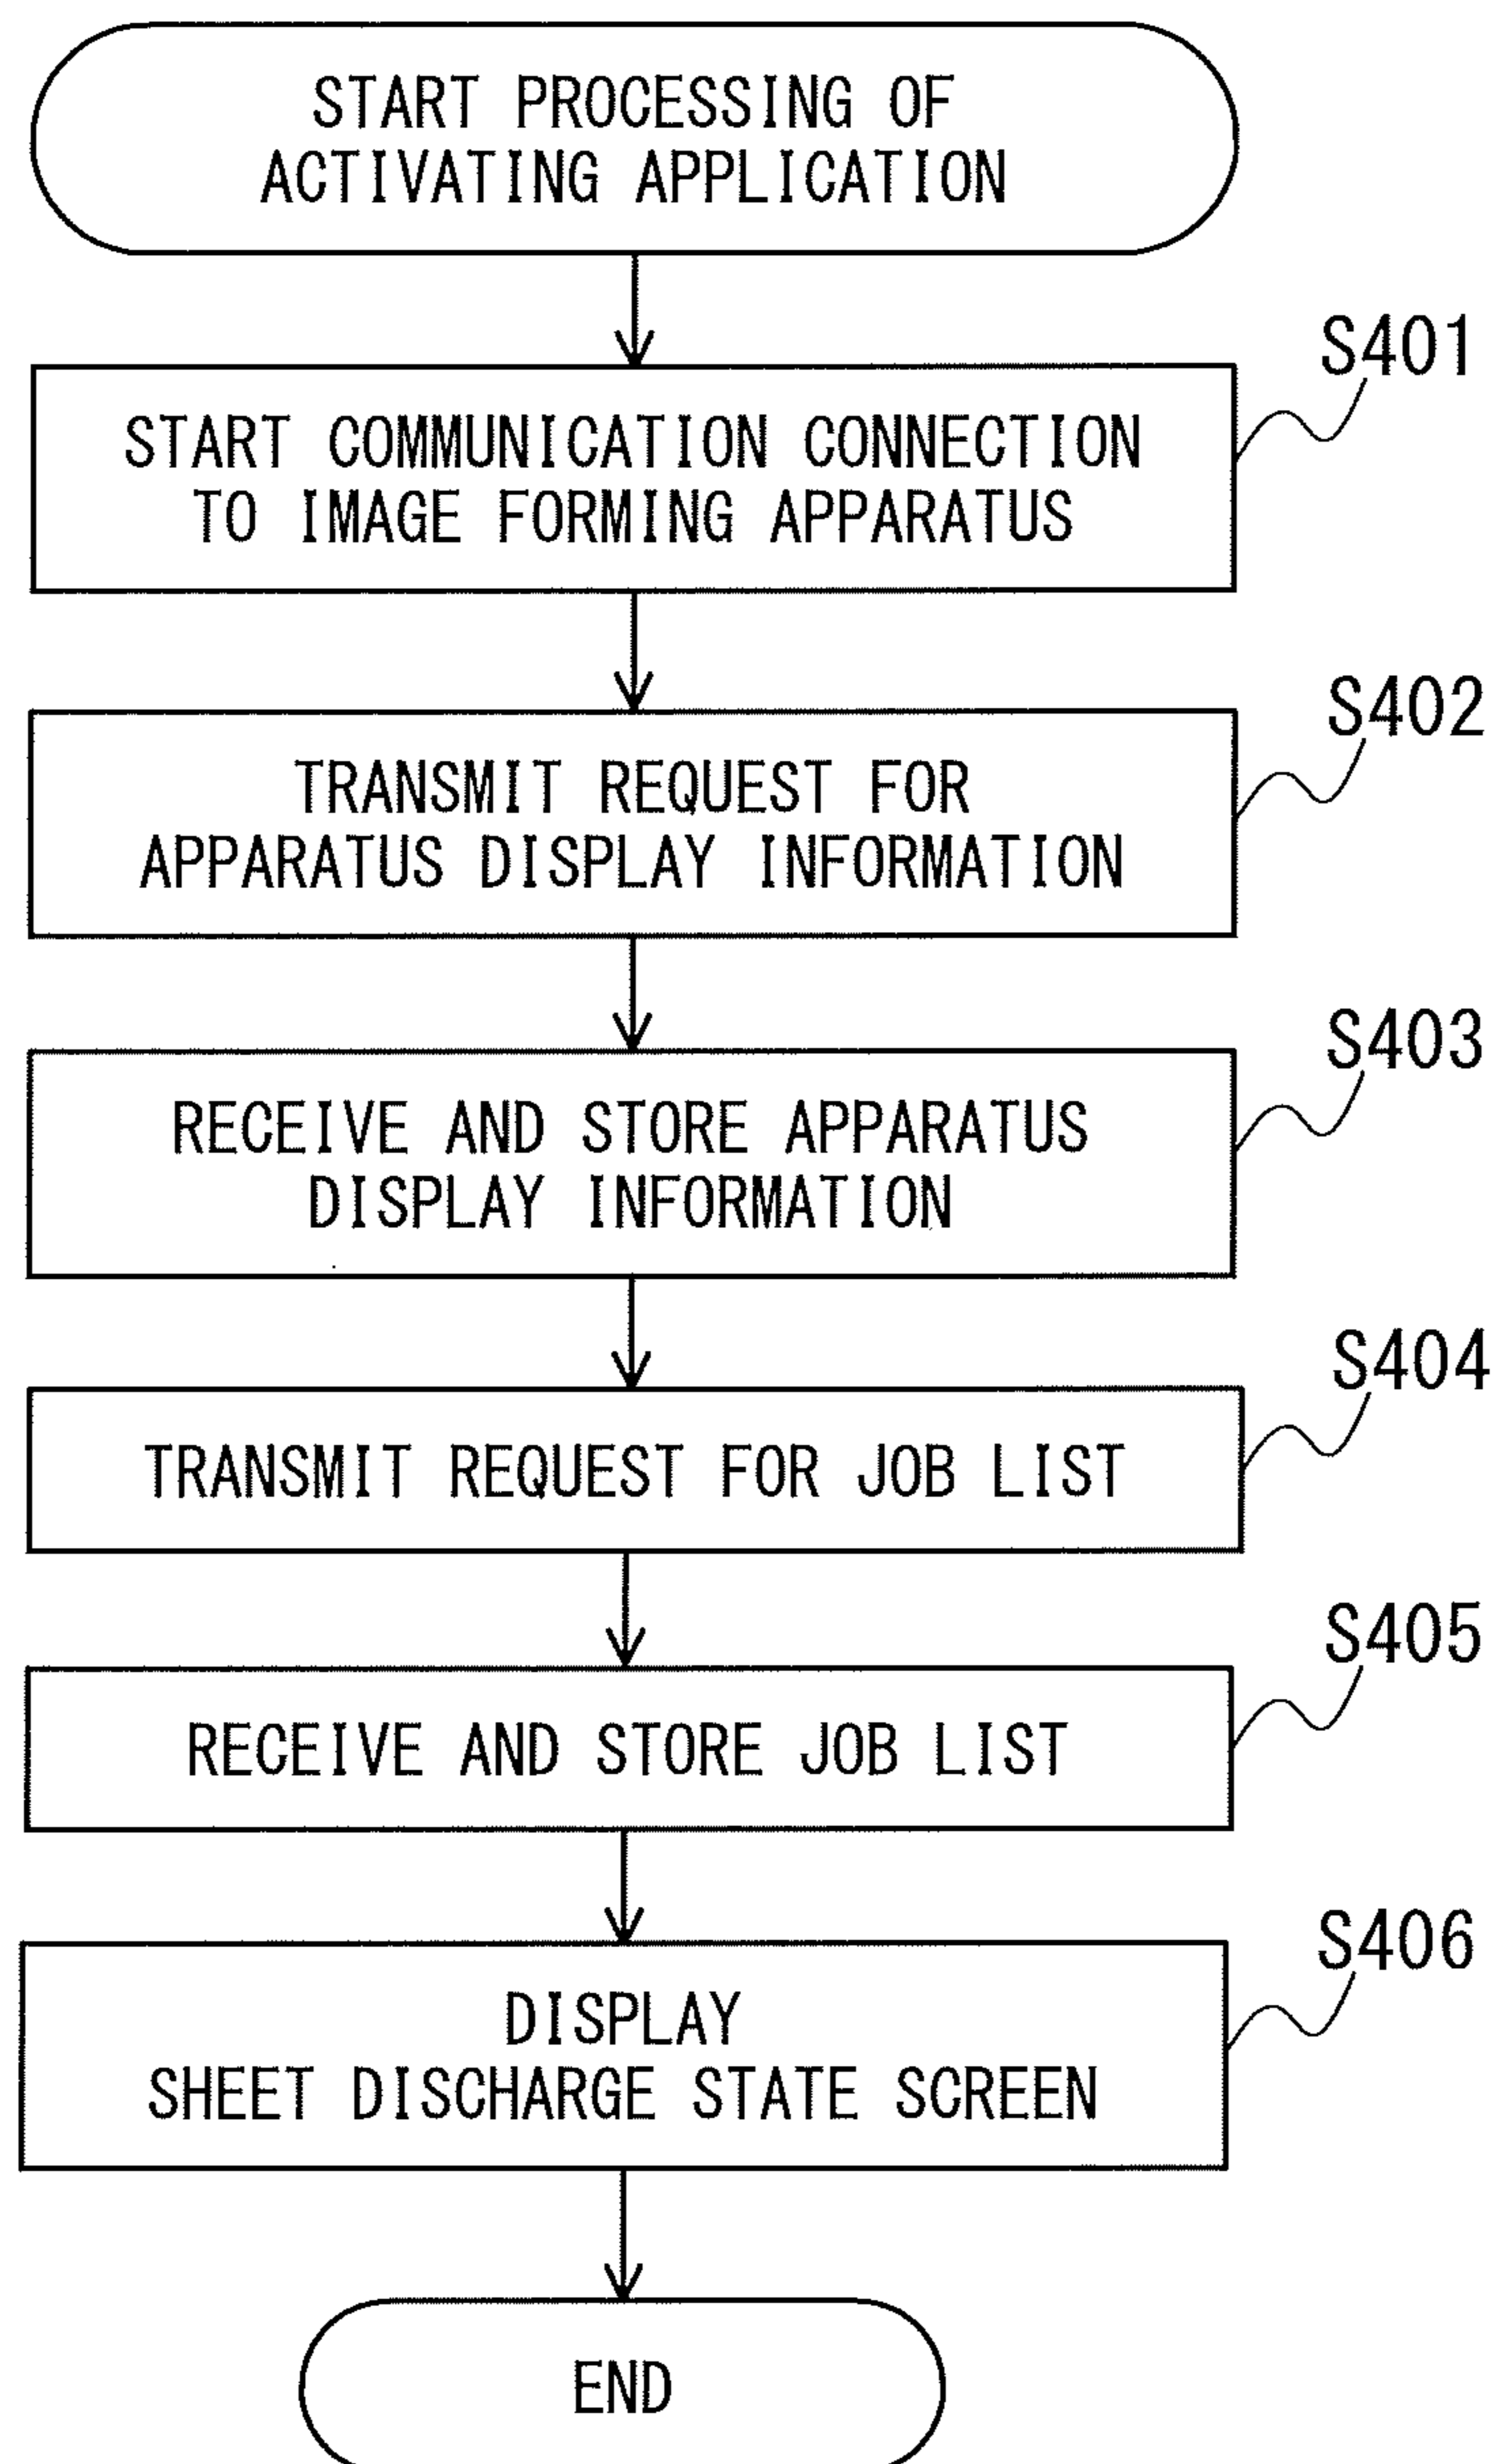 START PROCESSING OF
ACTIVATING APPLICATION
S401
START COMMUNICATION CONNECTION
TO IMAGE FORMING APPARATUS
S402
TRANSMIT REQUEST FOR
APPARATUS DISPLAY INFORMATION
S403
RECEIVE AND STORE APPARATUS
DISPLAY INFORMATION
S404
TRANSMIT REQUEST FOR JOB LIST
S405
RECEIVE AND STORE JOB LIST
S406
DISPLAY
SHEET DISCHARGE STATE SCREEN
END